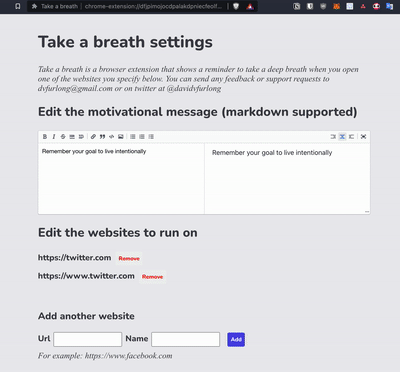 Take a breath
Take a breath settings
Take a breath is a browser extension that shows a reminder to take a deep breath when you open
one of the websites you specify below. You can send any feedback or support requests to
dvfurlong@gmail.com or on twitter at @davidvfurlong
Edit the motivational message (markdown supported)
Remember your goal to live intentionally
Remember your goal to live intentionally
Edit the websites to run on
https://twitter.com Remove
https://www.twitter.com Remove
Add another website
Url Name Add
For example: https://www.facebook.com